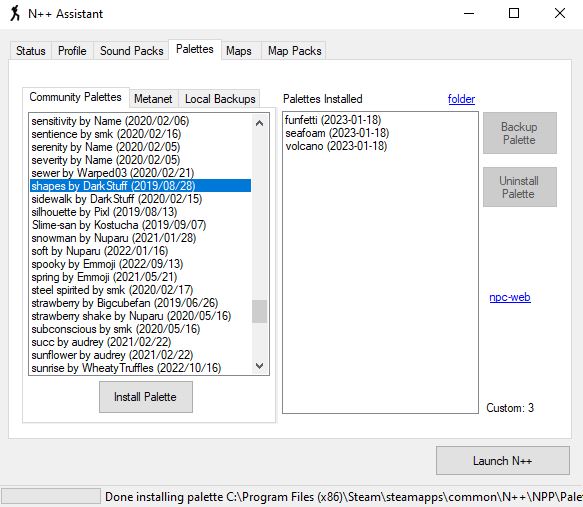 N++ Assistant
Status
Profile
Sound Packs
Palettes
Maps
Map Packs
Community Palettes
Metanet
Local Backups
sensitivity by Name (2020/02/06)
sentience by smk (2020/02/16)
serenity by Name (2020/02/05)
severity by Name (2020/02/05)
sewer by Warped03 (2020/02/21)
shapes by DarkStuff (2019/08/28)
sidewalk by DarkStuff (2020/02/15)
silhouette by Pixl (2019/08/13)
Slime-san by Kostucha (2019/09/07)
snowman by Nuparu (2021/01/28)
soft by Nuparu (2022/01/16)
spooky by Emmoji (2022/09/13)
spring by Emmoji (2021/05/21)
steel spirited by smk (2020/02/17)
strawberry by Bigcubefan (2019/06/26)
strawberry shake by Nuparu (2020/05/16)
subconscious by smk (2020/05/16)
succ by audrey (2021/02/22)
sunflower by audrey (2021/02/22)
sunrise by WheatyTruffles (2022/10/16)
Install Palette
Palettes Installed
folder
funfetti (2023-01-18)
seafoam (2023-01-18)
volcano (2023-01-18)
Backup
Palette
Uninstall
Palette
npc-web
Custom: 3
Launch N++
Done installing palette C:\Program Files (x86)\Steam\steamapps\common\N++\NPP\Pale